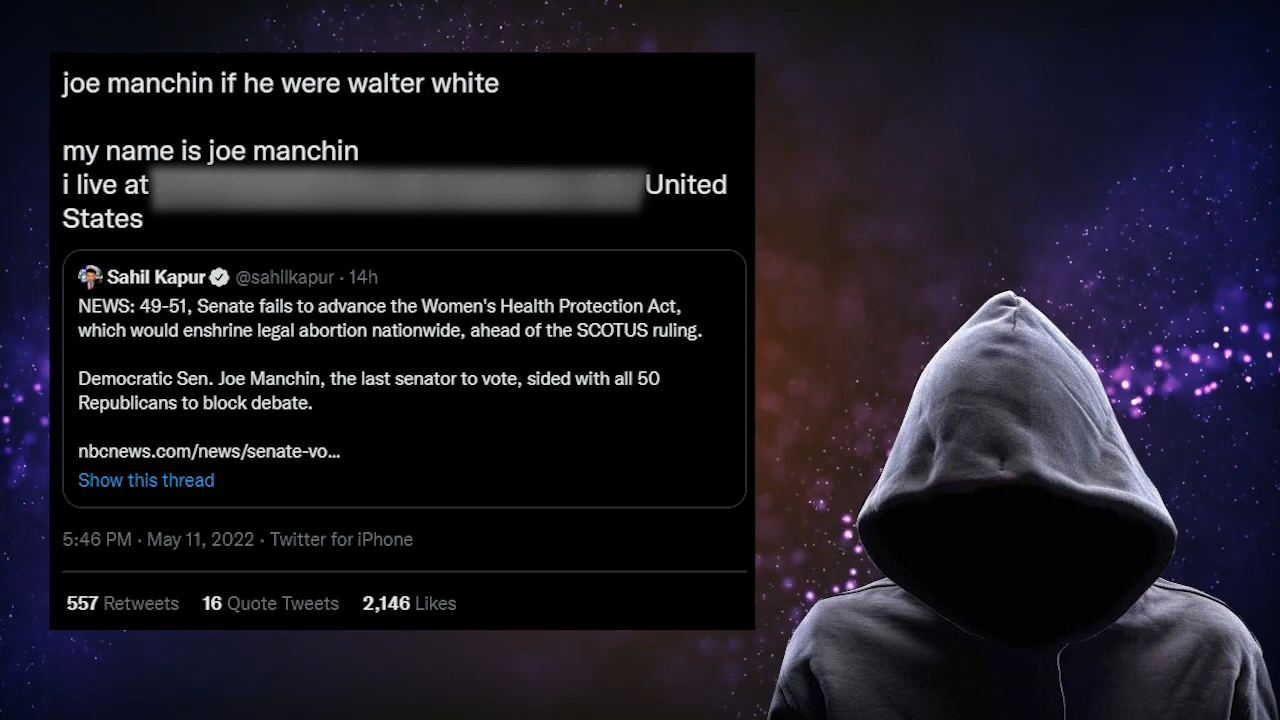 joe manchin if he were walter white
my name is joe manchin
i live at United
States
Sahil Kapur @sahilkapur · 14h
NEWS: 49-51, Senate fails to advance the Women's Health Protection Act,
which would enshrine legal abortion nationwide, ahead of the SCOTUS ruling.
Democratic Sen. Joe Manchin, the last senator to vote, sided with all 50
Republicans to block debate.
nbcnews.com/news/senate-vo...
Show this thread
5:46 PM · May 11, 2022 · Twitter for iPhone
557 Retweets 16 Quote Tweets 2,146 Likes